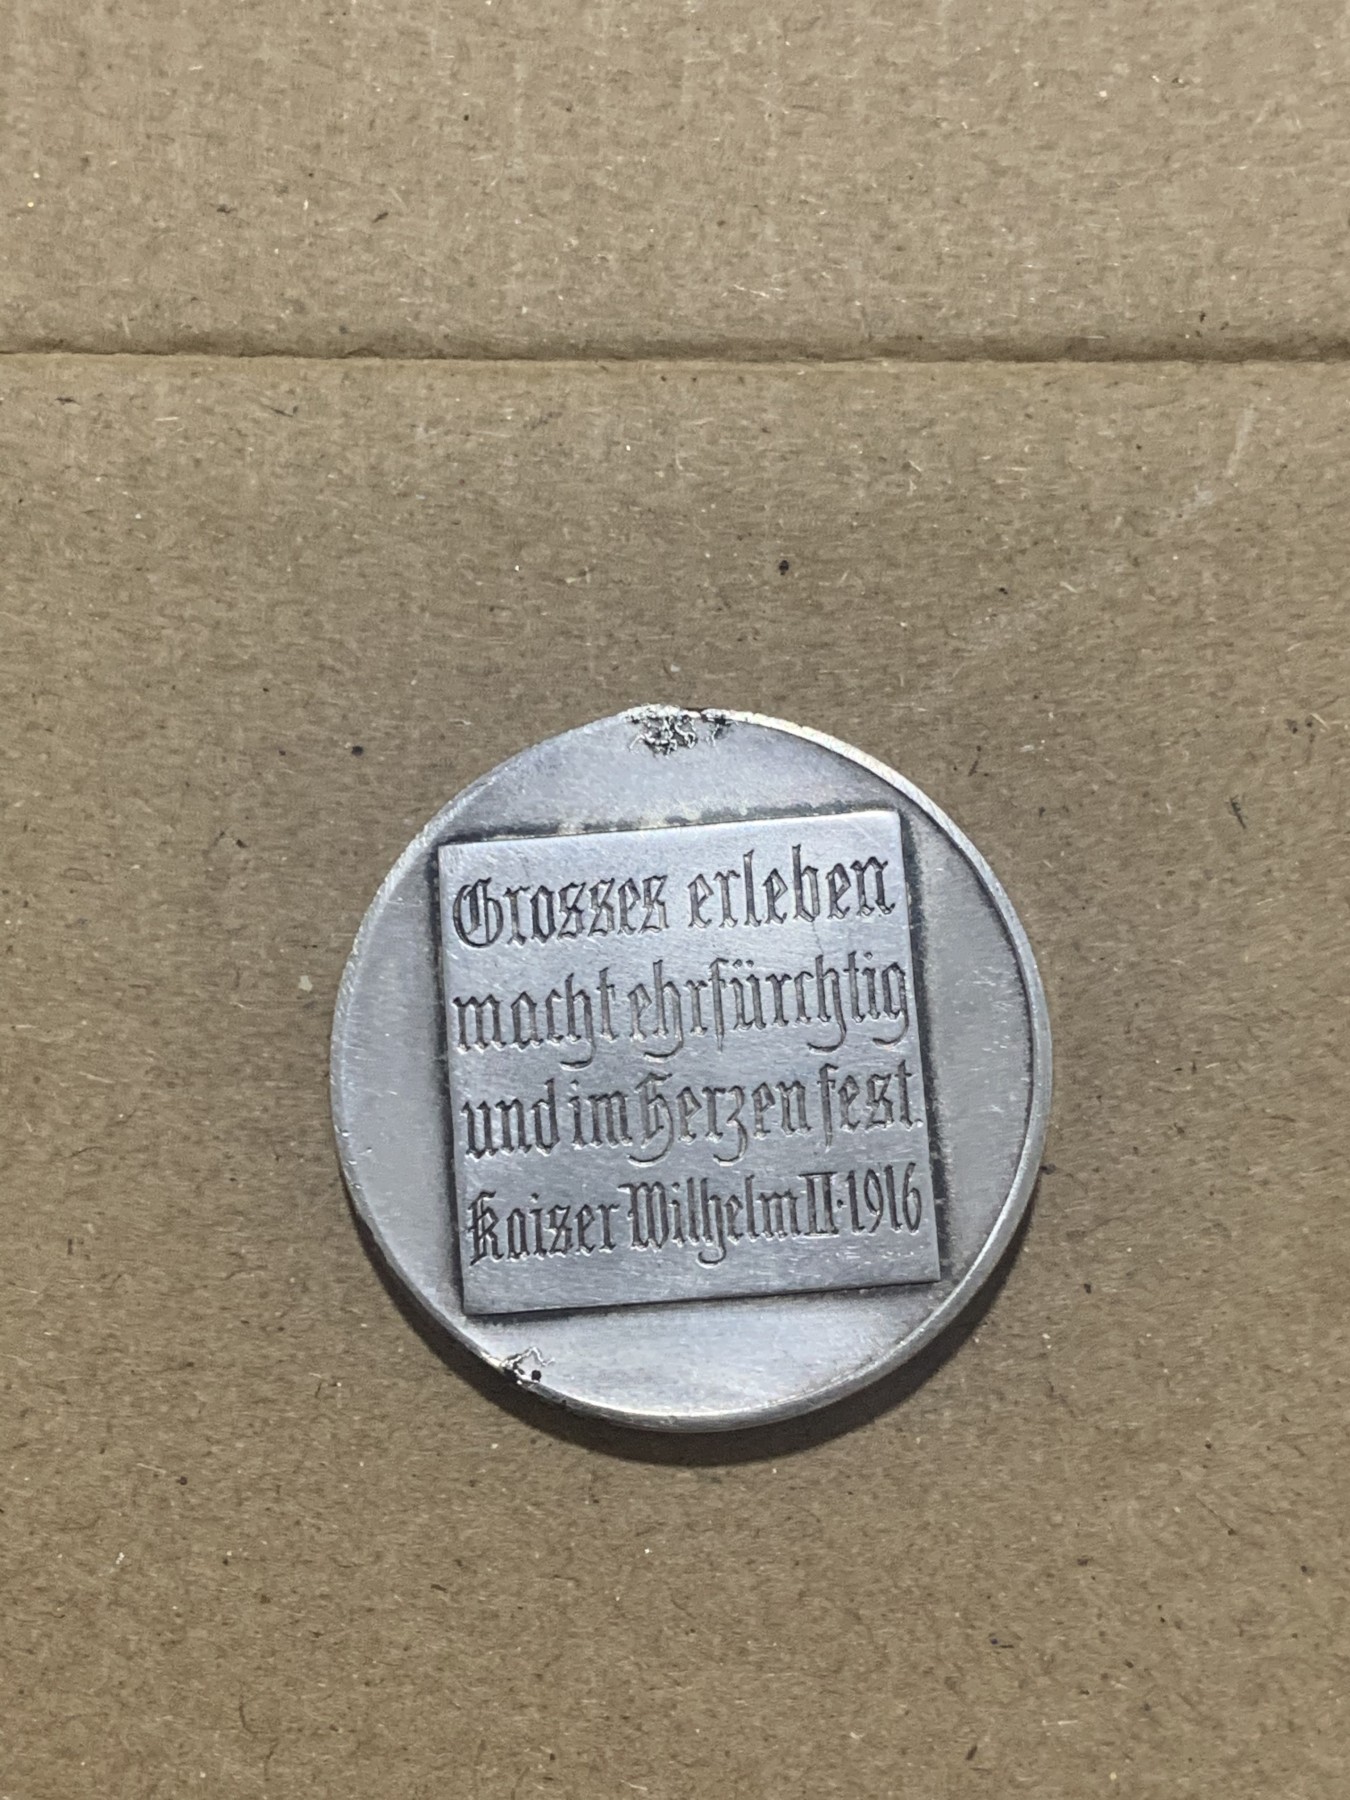 Grosses erleben
macht ehrfürchtig
und im Herzen fest.
Kaiser Wilhelm II·1916